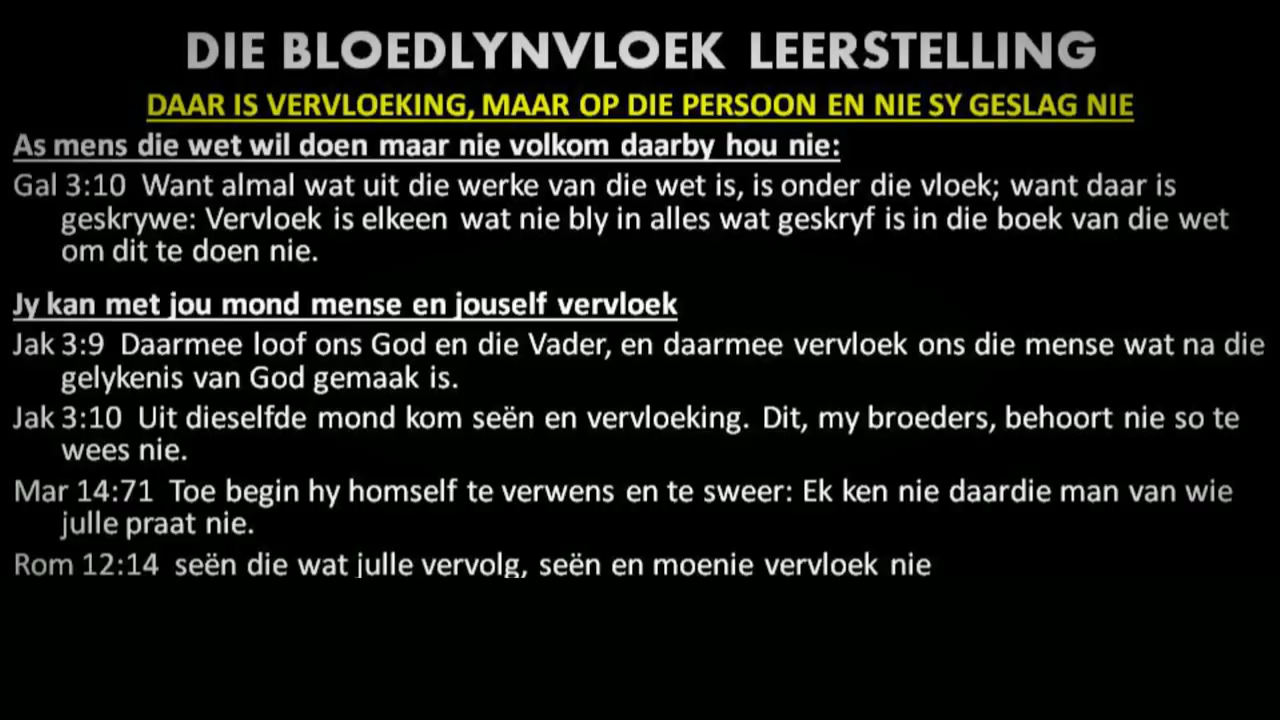 DIE BLOEDLYNVLOEK LEERSTELLING
DAAR IS VERVLOEKING, MAAR OP DIE PERSOON EN NIE SY GESLAG NIE
As mens die wet wil doen maar nie volkom daarby hou nie:
Gal 3:10 Want almal wat uit die werke van die wet is, is onder die vloek; want daar is
geskrywe: Vervloek is elkeen wat nie bly in alles wat geskryf is in die boek van die wet
om dit te doen nie.
Jy kan met jou mond mense en jouself vervloek
Jak 3:9 Daarmee loof ons God en die Vader, en daarmee vervloek ons die mense wat na die
gelykenis van God gemaak is.
Jak 3:10 Uit dieselfde mond kom seën en vervloeking. Dit, my broeders, behoort nie so te
wees nie.
Mar 14:71 Toe begin hy homself te verwens en te sweer: Ek ken nie daardie man van wie
julle praat nie.
Rom 12:14 seën die wat julle vervolg, seën en moenie vervloek nie